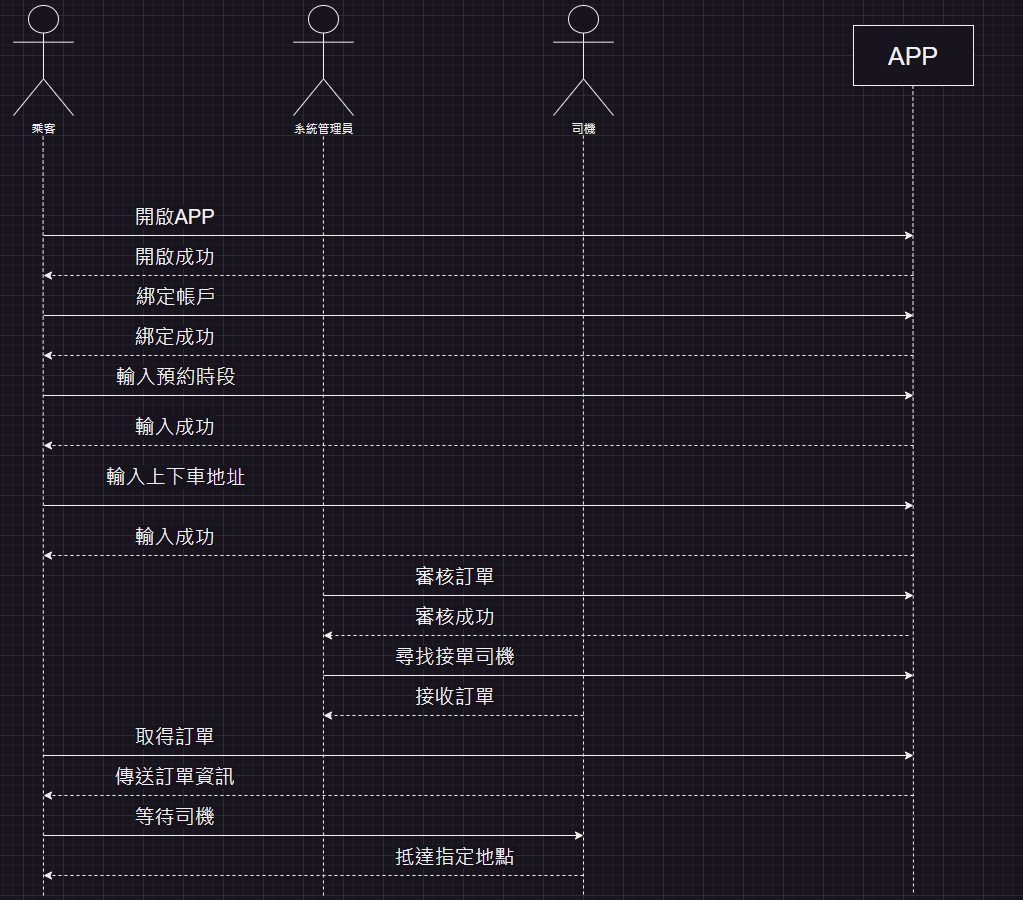 乘客
系統管理員
司機
APP
開啟APP
開啟成功
綁定帳戶
綁定成功
輸入預約時段
輸入成功
輸入上下車地址
輸入成功
審核訂單
審核成功
尋找接單司機
接收訂單
取得訂單
傳送訂單資訊
等待司機
抵達指定地點